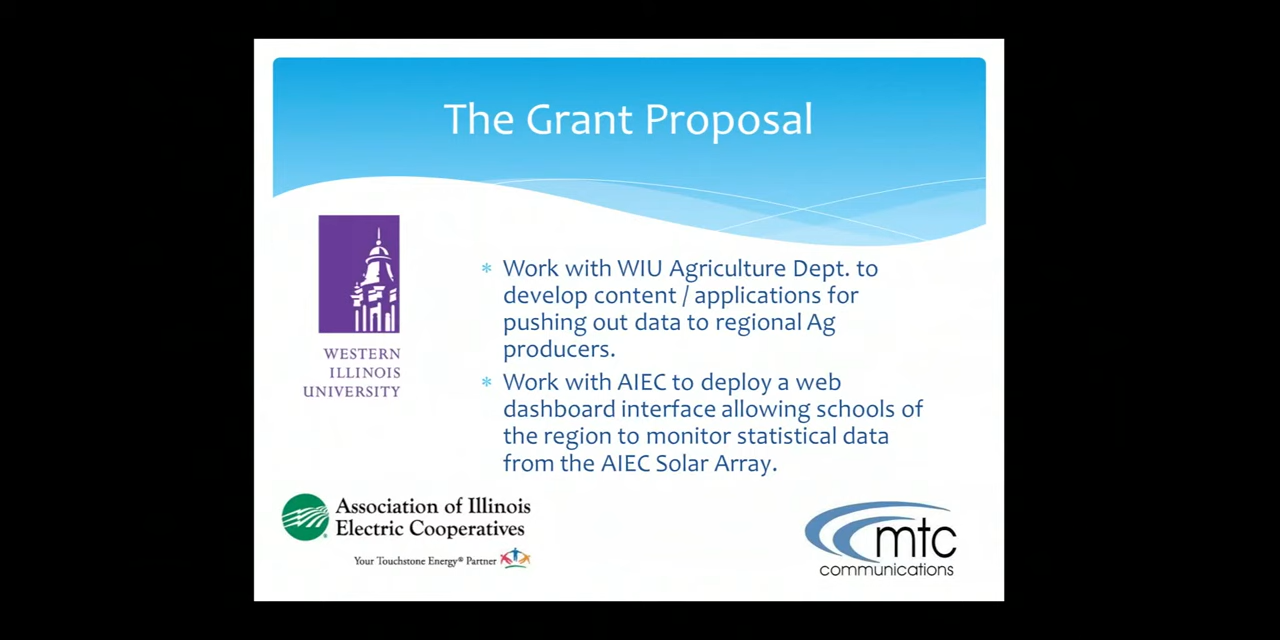 The Grant Proposal
WESTERN
ILLINOIS
UNIVERSITY
* Work with WIU Agriculture Dept. to
develop content / applications for
pushing out data to regional Ag
producers.
* Work with AIEC to deploy a web
dashboard interface allowing schools of
the region to monitor statistical data
from the AIEC Solar Array.
Association of Illinois
Electric Cooperatives
Your Touchstone Energy® Partner
mtc
communications